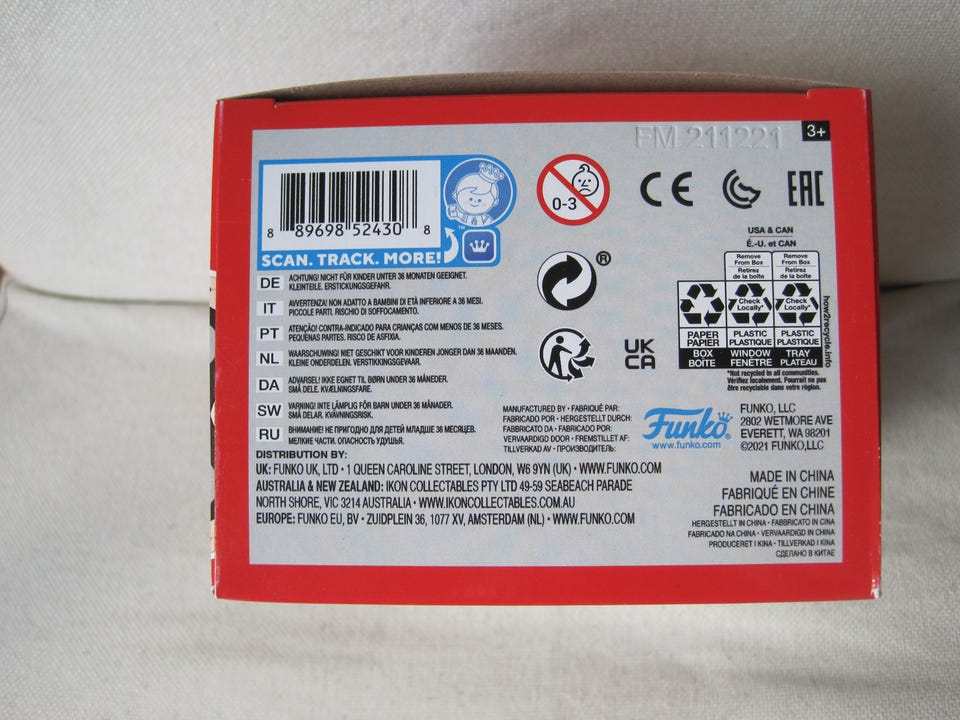 FM-211221
3+
8 89698 52430 8
SCAN. TRACK. MORE!
TM
0-3
CE
EAC
®
UK
CA
USA & CAN
É.-U. et CAN
Remove
From Box
Retirez
de la boîte
Remove
From Box
Retirez
de la boîte
Check
Locally*
Check
Locally*
PAPER
PAPIER
PLASTIC
PLASTIQUE
PLASTIC
PLASTIQUE
BOX
BOITE
WINDOW
FENETRE
TRAY
PLATEAU
how2recycle.info
*Not recycled in all communities.
Vérifiez localement. Pourrait ne pas
être recyclable dans votre région.
DE ACHTUNG! NICHT FÜR KINDER UNTER 36 MONATEN GEEIGNET.
KLEINTEILE. ERSTICKUNGSGEFAHR.
IT AVVERTENZA! NON ADATTO A BAMBINI DI ETÀ INFERIORE A 36 MESI.
PICCOLE PARTI. RISCHIO DI SOFFOCAMENTO.
PT ATENÇÃO! CONTRA-INDICADO PARA CRIANÇAS COM MENOS DE 36 MESES.
PEQUENAS PARTES. RISCO DE ASFIXIA.
NL WAARSCHUWING! NIET GESCHIKT VOOR KINDEREN JONGER DAN 36 MAANDEN.
KLEINE ONDERDELEN. VERSTIKKINGSGEVAAR.
DA ADVARSEL! IKKE EGNET TIL BØRN UNDER 36 MÅNEDER.
SMÅ DELE. KVÆLNINGSFARE.
SW VARNING! INTE LÄMPLIG FÖR BARN UNDER 36 MÅNADER.
SMÅ DELAR. KVÄVNINGSRISK.
RU ВНИМАНИЕ! НЕ ПРИГОДНО ДЛЯ ДЕТЕЙ МЛАДШЕ 36 МЕСЯЦЕВ.
МЕЛКИЕ ЧАСТИ. ОПАСНОСТЬ УДУШЬЯ.
MANUFACTURED BY • FABRIQUÉ PAR:
FABRICADO POR • HERGESTELLT DURCH:
FABBRICATO DA • FABRICADO POR:
VERVAARDIGD DOOR • FREMSTILLET AF:
TILLVERKAD AV • ПРОИЗВОДИТЕЛЬ:
Funko®
www.funko.com
FUNKO, LLC
2802 WETMORE AVE
EVERETT, WA 98201
©2021 FUNKO,LLC
DISTRIBUTION BY:
UK: FUNKO UK, LTD • 1 QUEEN CAROLINE STREET, LONDON, W6 9YN (UK) • WWW.FUNKO.COM
AUSTRALIA & NEW ZEALAND: IKON COLLECTABLES PTY LTD 49-59 SEABEACH PARADE
NORTH SHORE, VIC 3214 AUSTRALIA • WWW.IKONCOLLECTABLES.COM.AU
EUROPE: FUNKO EU, BV • ZUIDPLEIN 36, 1077 XV, AMSTERDAM (NL) • WWW.FUNKO.COM
MADE IN CHINA
FABRIQUÉ EN CHINE
FABRICADO EN CHINA
HERGESTELLT IN CHINA • FABBRICATO IN CINA
FABRICADO NA CHINA • VERVAARDIGD IN CHINA
PRODUCERET I KINA • TILLVERKAD I KINA
СДЕЛАНО В КИТАЕ